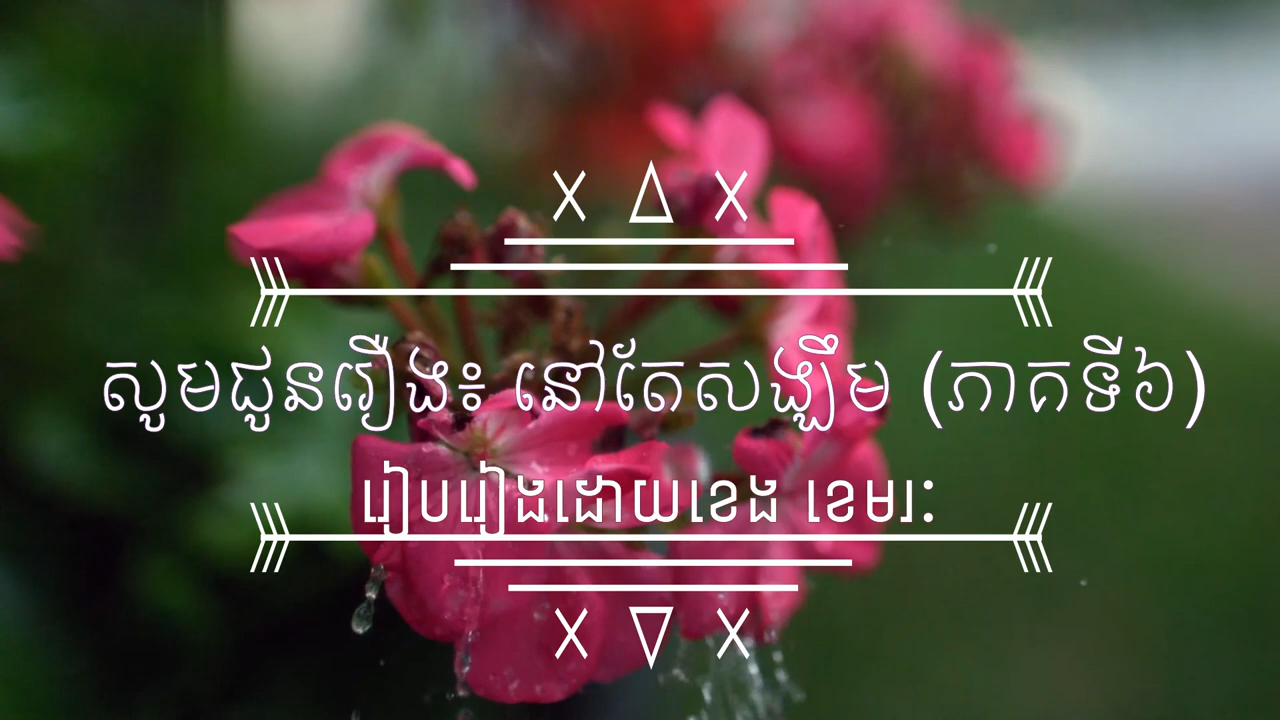 សូមជូនរឿង៖ នៅតែសង្ឃឹម (ភាគទី៦)
រៀបរៀងដោយខេង ខេមរៈ